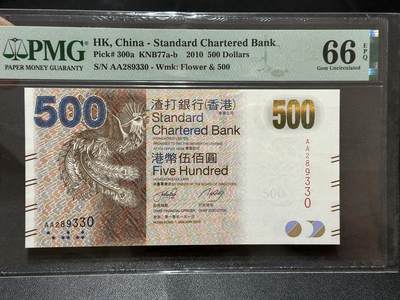 PMG
PAPER MONEY GUARANTY
HK, China - Standard Chartered Bank
Pick# 300a KNB77a-b 2010 500 Dollars
S/N AA289330 - Wmk: Flower & 500
66 EPQ
Gem Uncirculated
500
渣打銀行(香港)
Standard
Chartered Bank
港幣伍佰圓
Five Hundred
500
AA289330
AA289330